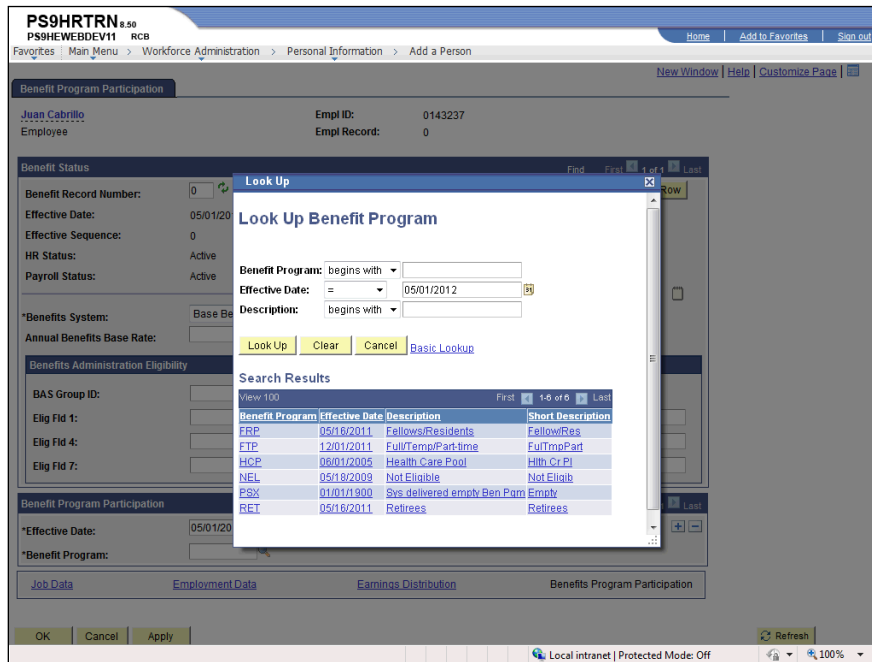 PS9HRTRN 8.50
PS9HEWEBDEV11 RCB
Home Add to Favorites Sign out
Favorites Main Menu > Workforce Administration > Personal Information > Add a Person
New Window Help Customize Page
Benefit Program Participation
Juan Cabrillo Empl ID: 0143237
Employee Empl Record: 0
Benefit Status Find First 1 of 1 Last
Benefit Record Number: 0 Row
Effective Date: 05/01/20
Effective Sequence: 0
HR Status: Active
Payroll Status: Active
*Benefits System: Base Be
Annual Benefits Base Rate:
Benefits Administration Eligibility
BAS Group ID:
Elig Fld 1:
Elig Fld 4:
Elig Fld 7:
Benefit Program Participation Last
*Effective Date: 05/01/20
*Benefit Program:
Look Up
Look Up Benefit Program
Benefit Program: begins with
Effective Date: = 05/01/2012
Description: begins with
Look Up Clear Cancel Basic Lookup
Search Results
View 100 First 1-6 of 6 Last
Benefit Program Effective Date Description Short Description
FRP 05/16/2011 Fellows/Residents Fellow/Res
FTP 12/01/2011 Full/Temp/Part-time FulTmpPart
HCP 06/01/2005 Health Care Pool Hlth Cr Pl
NEL 05/18/2009 Not Eligible Not Eligib
PSX 01/01/1900 Sys delivered empty Ben Pgm Empty
RET 05/16/2011 Retirees Retirees
Job Data Employment Data Earnings Distribution Benefits Program Participation
OK Cancel Apply Refresh
Local intranet | Protected Mode: Off 100%